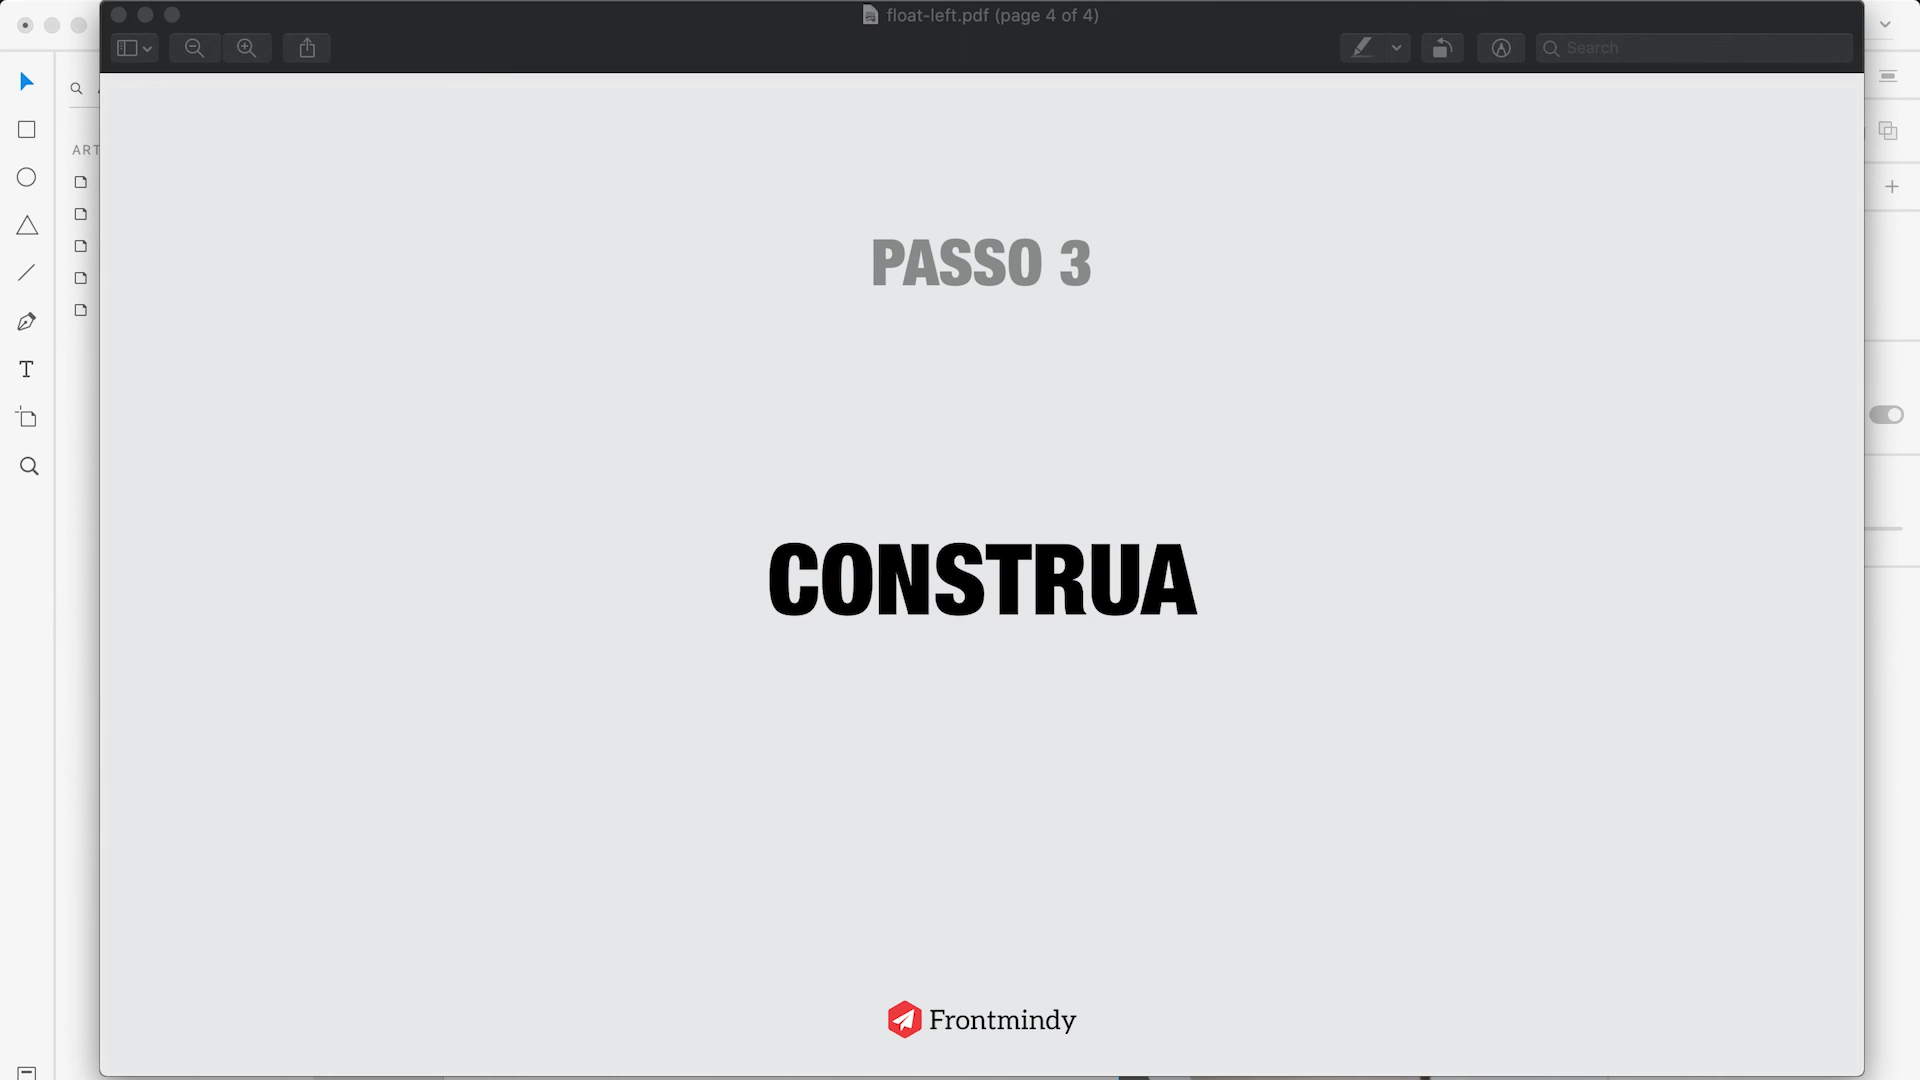 float-left.pdf (page 4 of 4)
Search
ART
PASSO 3
CONSTRUA
Frontmindy